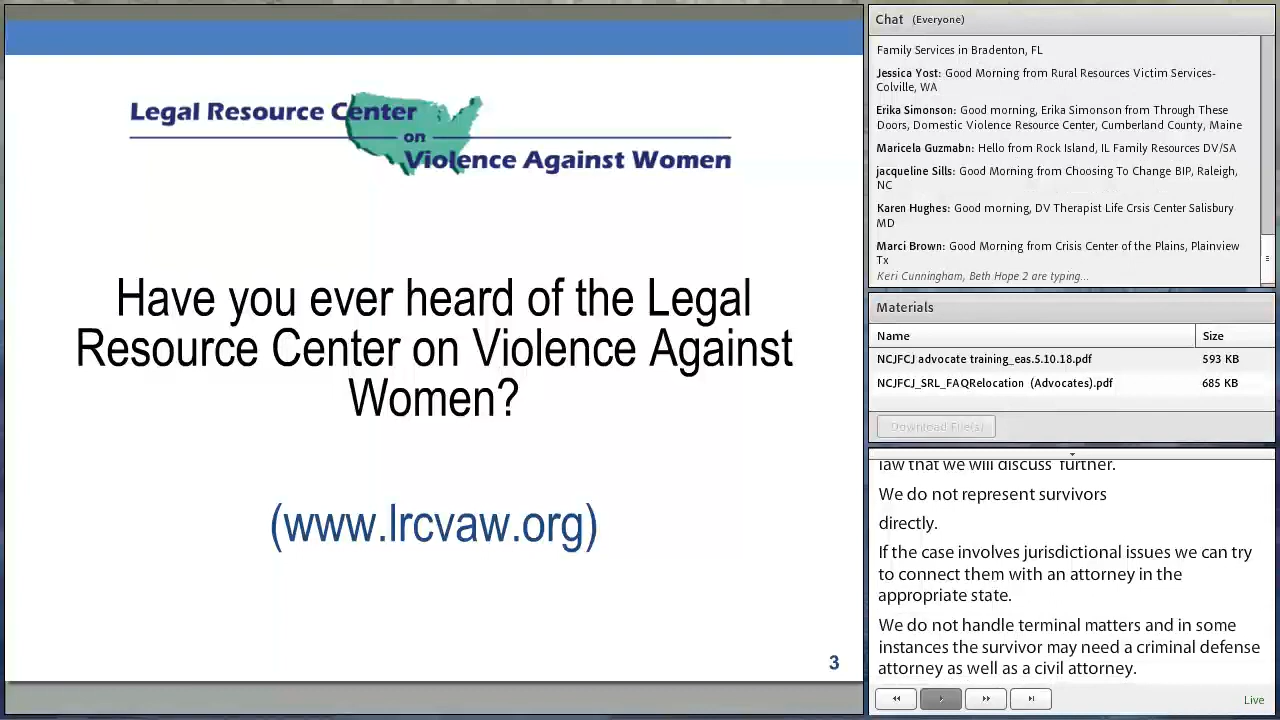 Legal Resource Center
on
Violence Against Women
Have you ever heard of the Legal
Resource Center on Violence Against
Women?
(www.lrcvaw.org)
3
Chat (Everyone)
Family Services in Bradenton, FL
Jessica Yost: Good Morning from Rural Resources Victim Services-
Colville, WA
Erika Simonson: Good morning, Erika Simonson from Through These
Doors, Domestic Violence Resource Center, Cumberland County, Maine
Maricela Guzmabn: Hello from Rock Island, IL Family Resources DV/SA
jacqueline Sills: Good Morning from Choosing To Change BIP, Raleigh,
NC
Karen Hughes: Good morning, DV Therapist Life Crsis Center Salisbury
MD
Marci Brown: Good Morning from Crisis Center of the Plains, Plainview
Tx
Keri Cunningham, Beth Hope 2 are typing...
Materials
Name Size
NCJFCJ advocate training_eas.5.10.18.pdf 593 KB
NCJFCJ_SRL_FAQRelocation (Advocates).pdf 685 KB
Download File(s)
law that we will discuss further.
We do not represent survivors
directly.
If the case involves jurisdictional issues we can try
to connect them with an attorney in the
appropriate state.
We do not handle terminal matters and in some
instances the survivor may need a criminal defense
attorney as well as a civil attorney.
Live